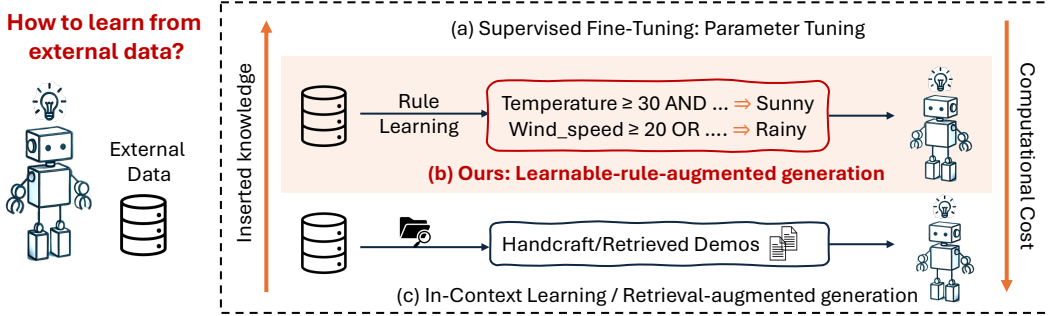 How to learn from
external data?
External
Data
Inserted knowledge
(a) Supervised Fine-Tuning: Parameter Tuning
Rule
Learning
Temperature ≥ 30 AND ... ⇒ Sunny
Wind_speed ≥ 20 OR .... ⇒ Rainy
(b) Ours: Learnable-rule-augmented generation
Handcraft/Retrieved Demos
(c) In-Context Learning / Retrieval-augmented generation
Computational Cost